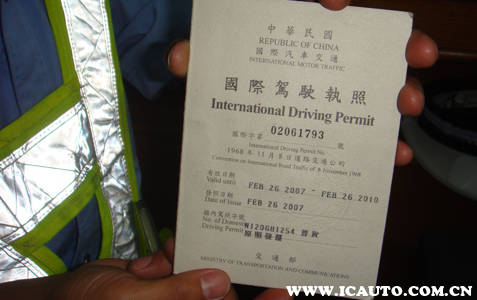 中華民國
REPUBLIC OF CHINA
國際汽車交通
INTERNATIONAL MOTOR TRAFFIC
國際駕駛執照
International Driving Permit
國際字第 02061793 號
International Driving Permit No.
1968年11月8日道路交通公約
Convention on International Road Traffic of 8 November 1968
有效日期
Valid until FEB 26 2007 - FEB 26 2010
發照日期
Date of Issue FEB 26 2007
國內駕照字號
No. of Domestic
Driving Permit W120681254
交通部
MINISTRY OF TRANSPORTATION AND COMMUNICATIONS
www.ICAUTO.com.cn